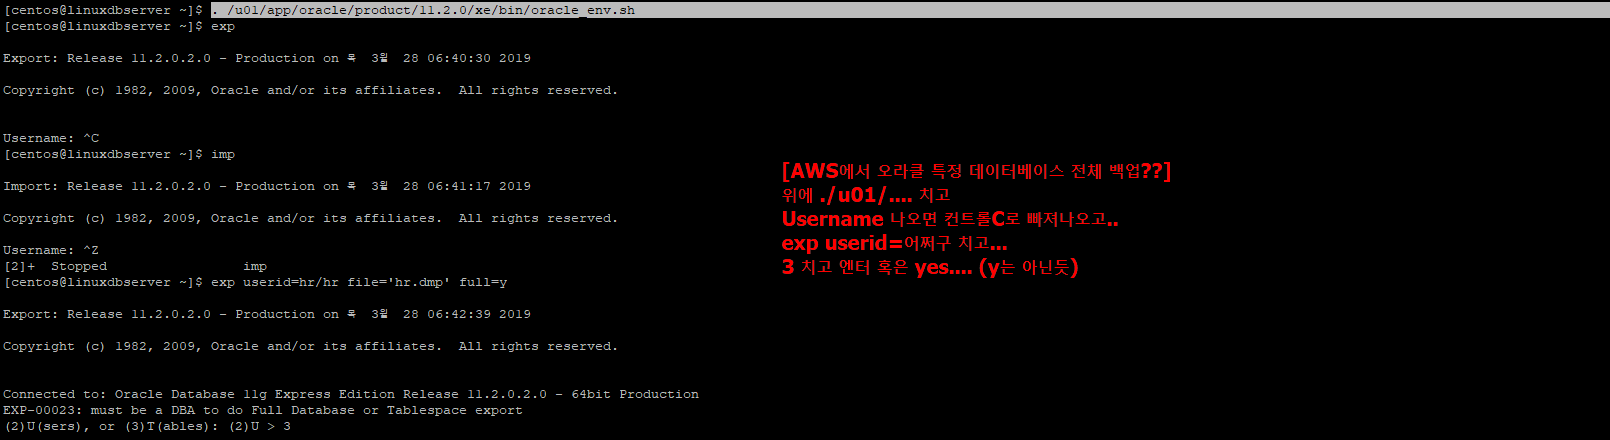 [centos@linuxdbserver ~]$ . /u01/app/oracle/product/11.2.0/xe/bin/oracle_env.sh
[centos@linuxdbserver ~]$ exp
Export: Release 11.2.0.2.0 - Production on 목  3월  28 06:40:30 2019
Copyright (c) 1982, 2009, Oracle and/or its affiliates.  All rights reserved.
Username: ^C
[centos@linuxdbserver ~]$ imp
Import: Release 11.2.0.2.0 - Production on 목  3월  28 06:41:17 2019
Copyright (c) 1982, 2009, Oracle and/or its affiliates.  All rights reserved.
Username: ^Z
[2]+  Stopped                 imp
[centos@linuxdbserver ~]$ exp userid=hr/hr file='hr.dmp' full=y
Export: Release 11.2.0.2.0 - Production on 목  3월  28 06:42:39 2019
Copyright (c) 1982, 2009, Oracle and/or its affiliates.  All rights reserved.
Connected to: Oracle Database 11g Express Edition Release 11.2.0.2.0 - 64bit Production
EXP-00023: must be a DBA to do Full Database or Tablespace export
(2)U(sers), or (3)T(ables): (2)U > 3
[AWS에서 오라클 특정 데이터베이스 전체 백업??]
위에 ./u01/.... 치고
Username 나오면 컨트롤C로 빠져나오고..
exp userid=어쩌구 치고...
3 치고 엔터 혹은 yes.... (y는 아닌듯)